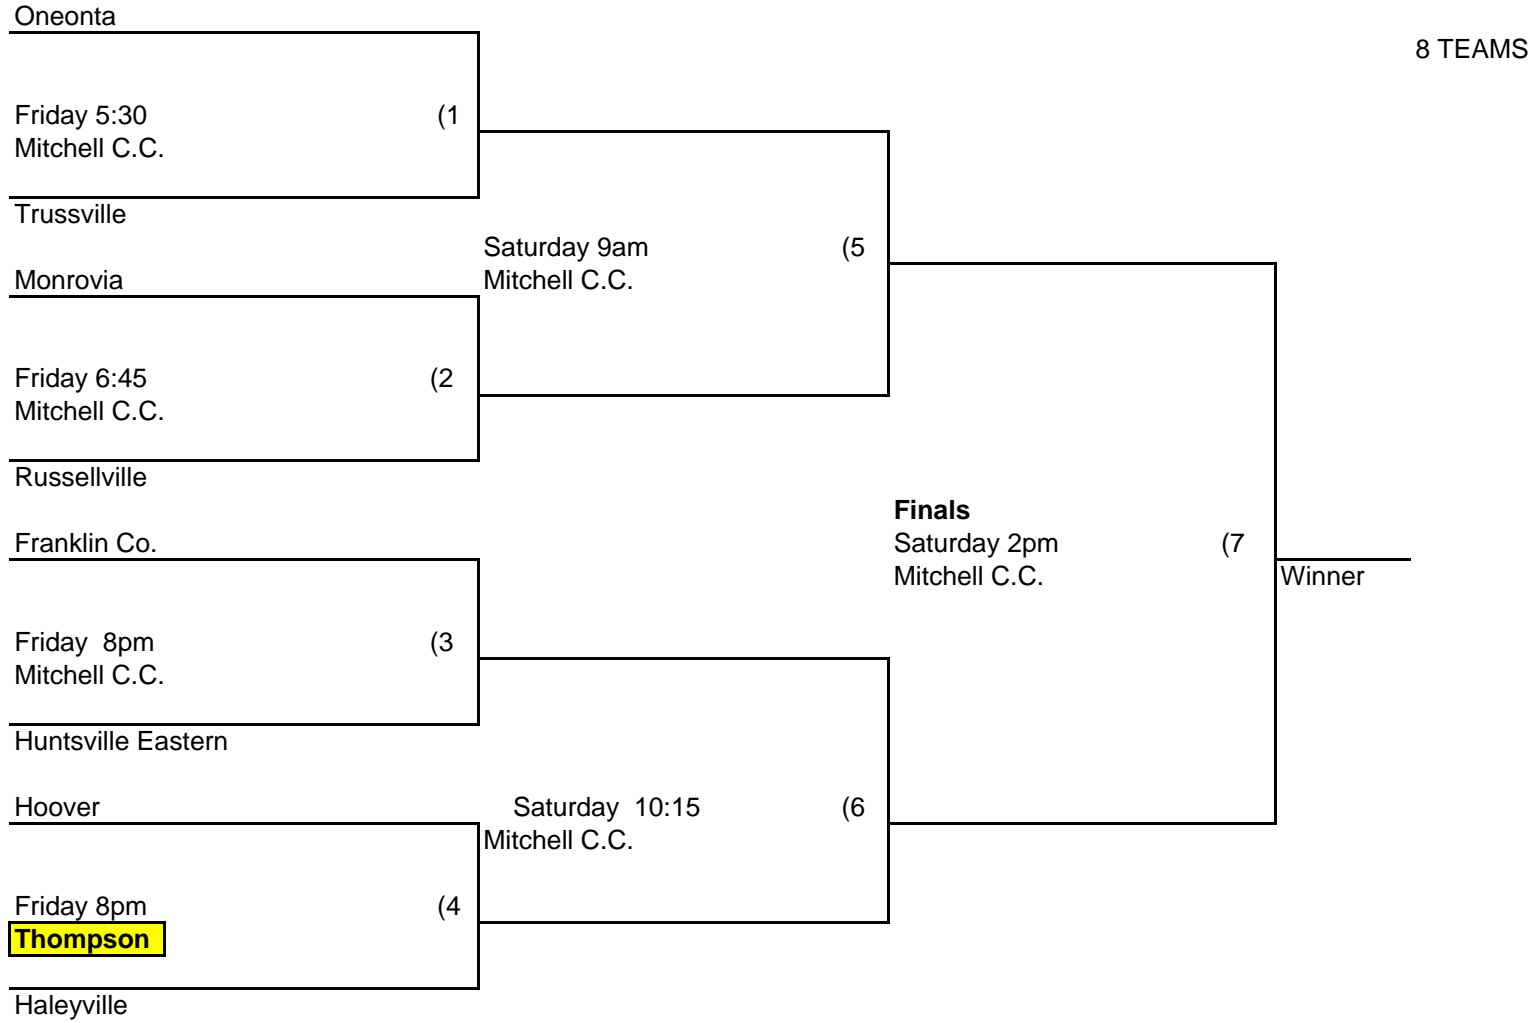 Oneonta
8 TEAMS
Friday 5:30 (1
Mitchell C.C.
Trussville
Saturday 9am (5
Monrovia
Mitchell C.C.
Friday 6:45 (2
Mitchell C.C.
Russellville
Finals
Franklin Co.
Saturday 2pm (7
Mitchell C.C.
Winner
Friday  8pm (3
Mitchell C.C.
Huntsville Eastern
Hoover
Saturday  10:15 (6
Mitchell C.C.
Friday 8pm (4
Thompson
Haleyville